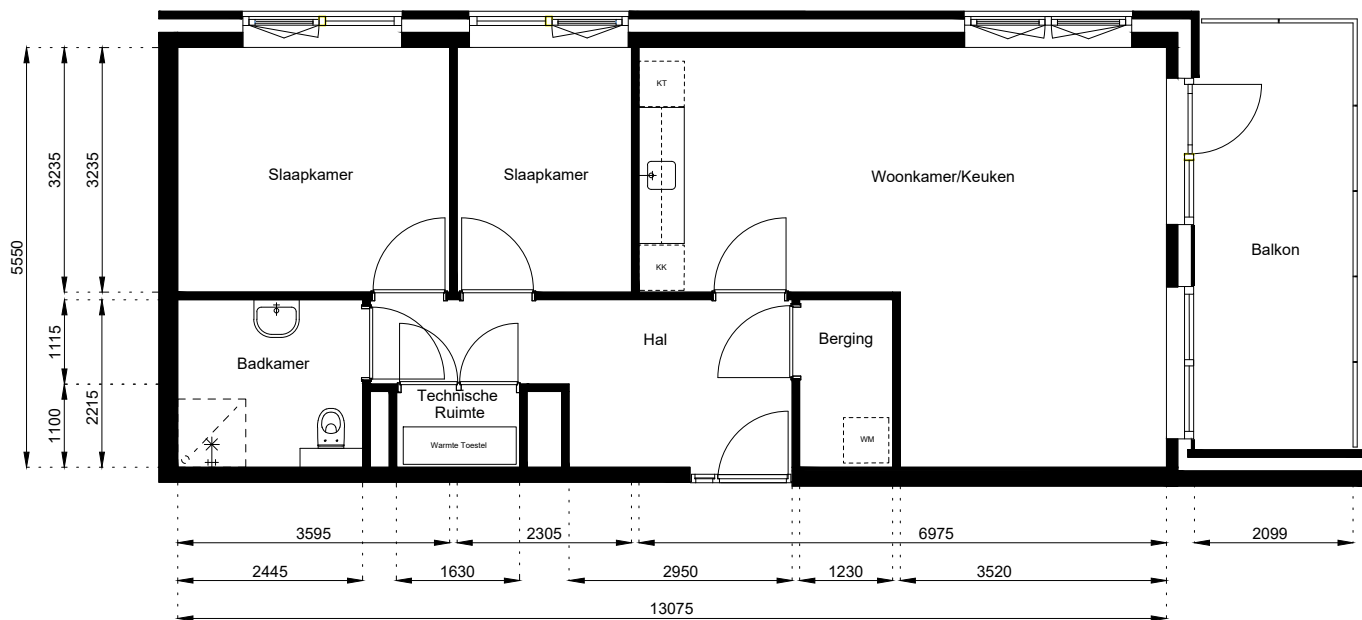 KT
Slaapkamer
Slaapkamer
Woonkamer/Keuken
3235
3235
5550
Balkon
KK
Hal
Berging
Badkamer
1115
2215
1100
Technische
Ruimte
Warmte Toestel
WM
3595
2305
6975
2099
2445
1630
2950
1230
3520
13075